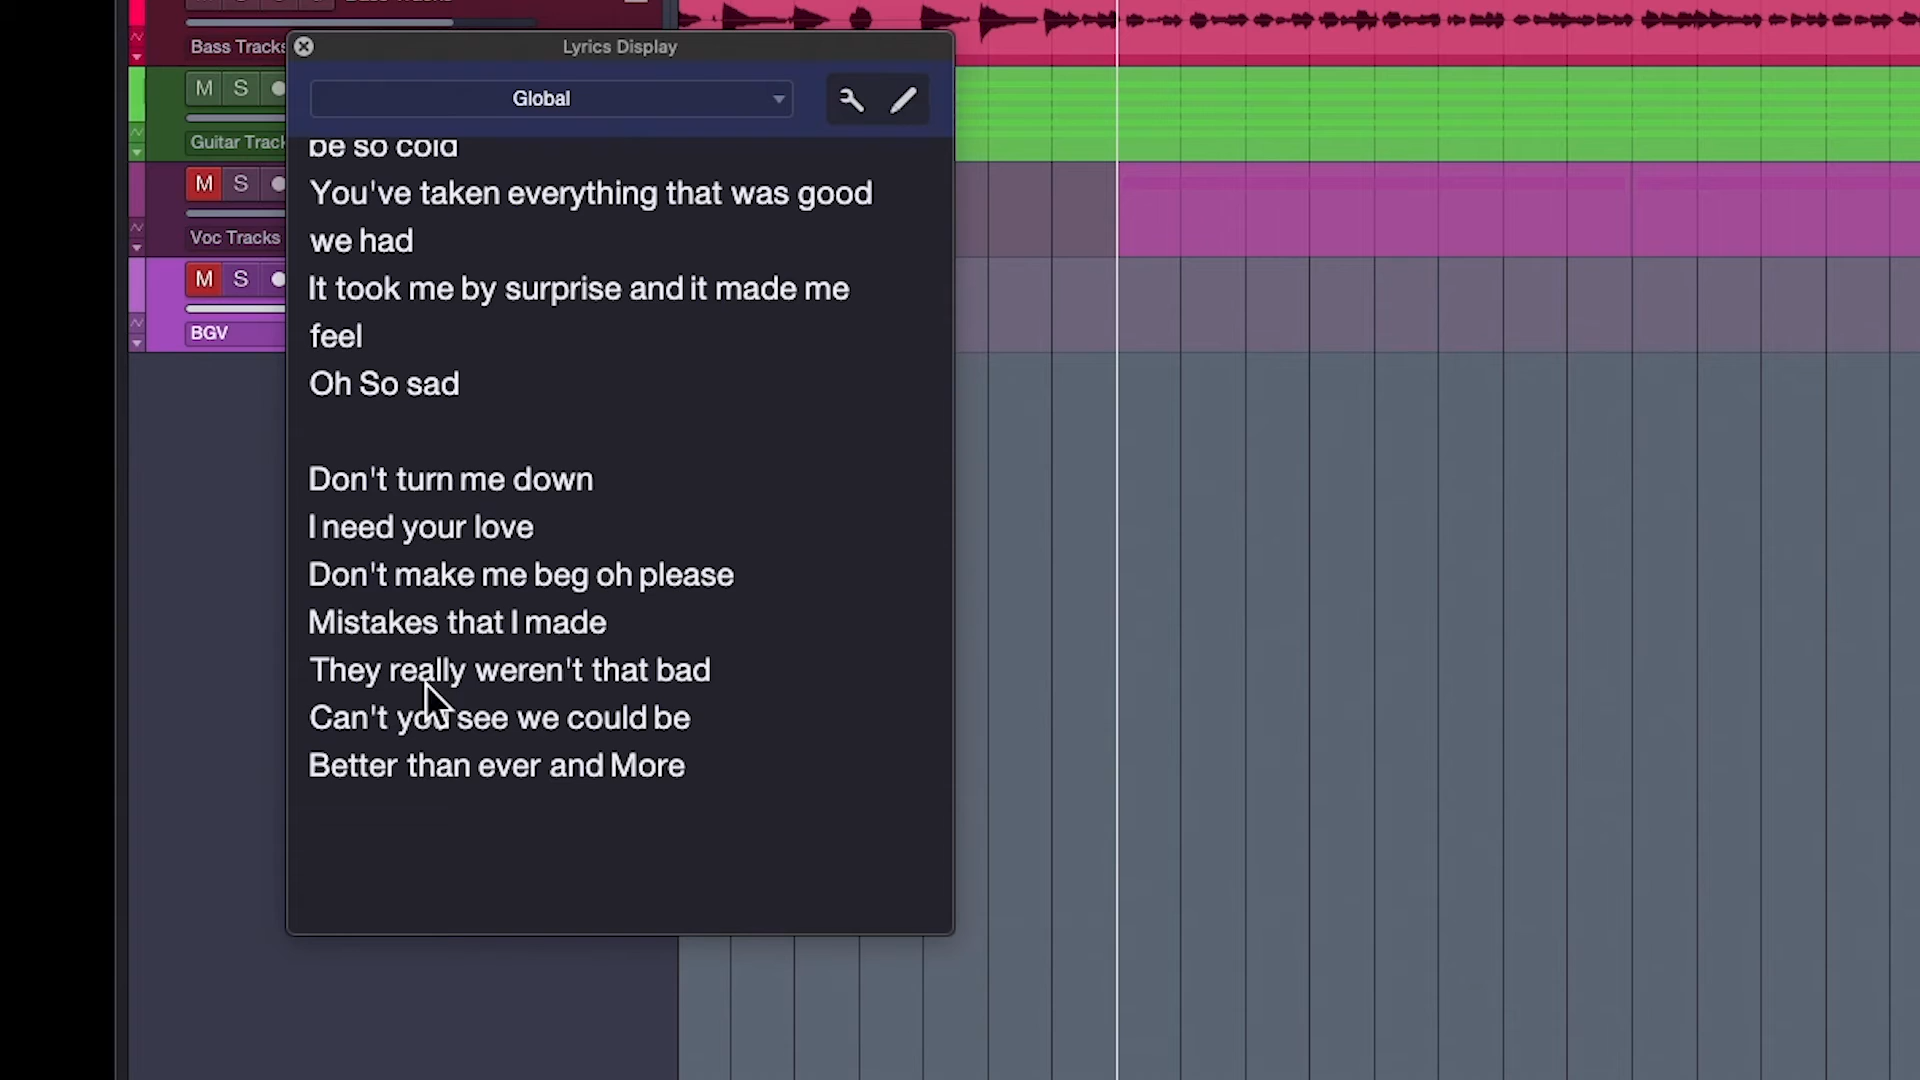 Bass Tracks
Lyrics Display
Global
M S
Guitar Track
M S
Voc Tracks
M S
BGV
be so cold
You've taken everything that was good
we had
It took me by surprise and it made me
feel
Oh So sad
Don't turn me down
I need your love
Don't make me beg oh please
Mistakes that I made
They really weren't that bad
Can't you see we could be
Better than ever and More